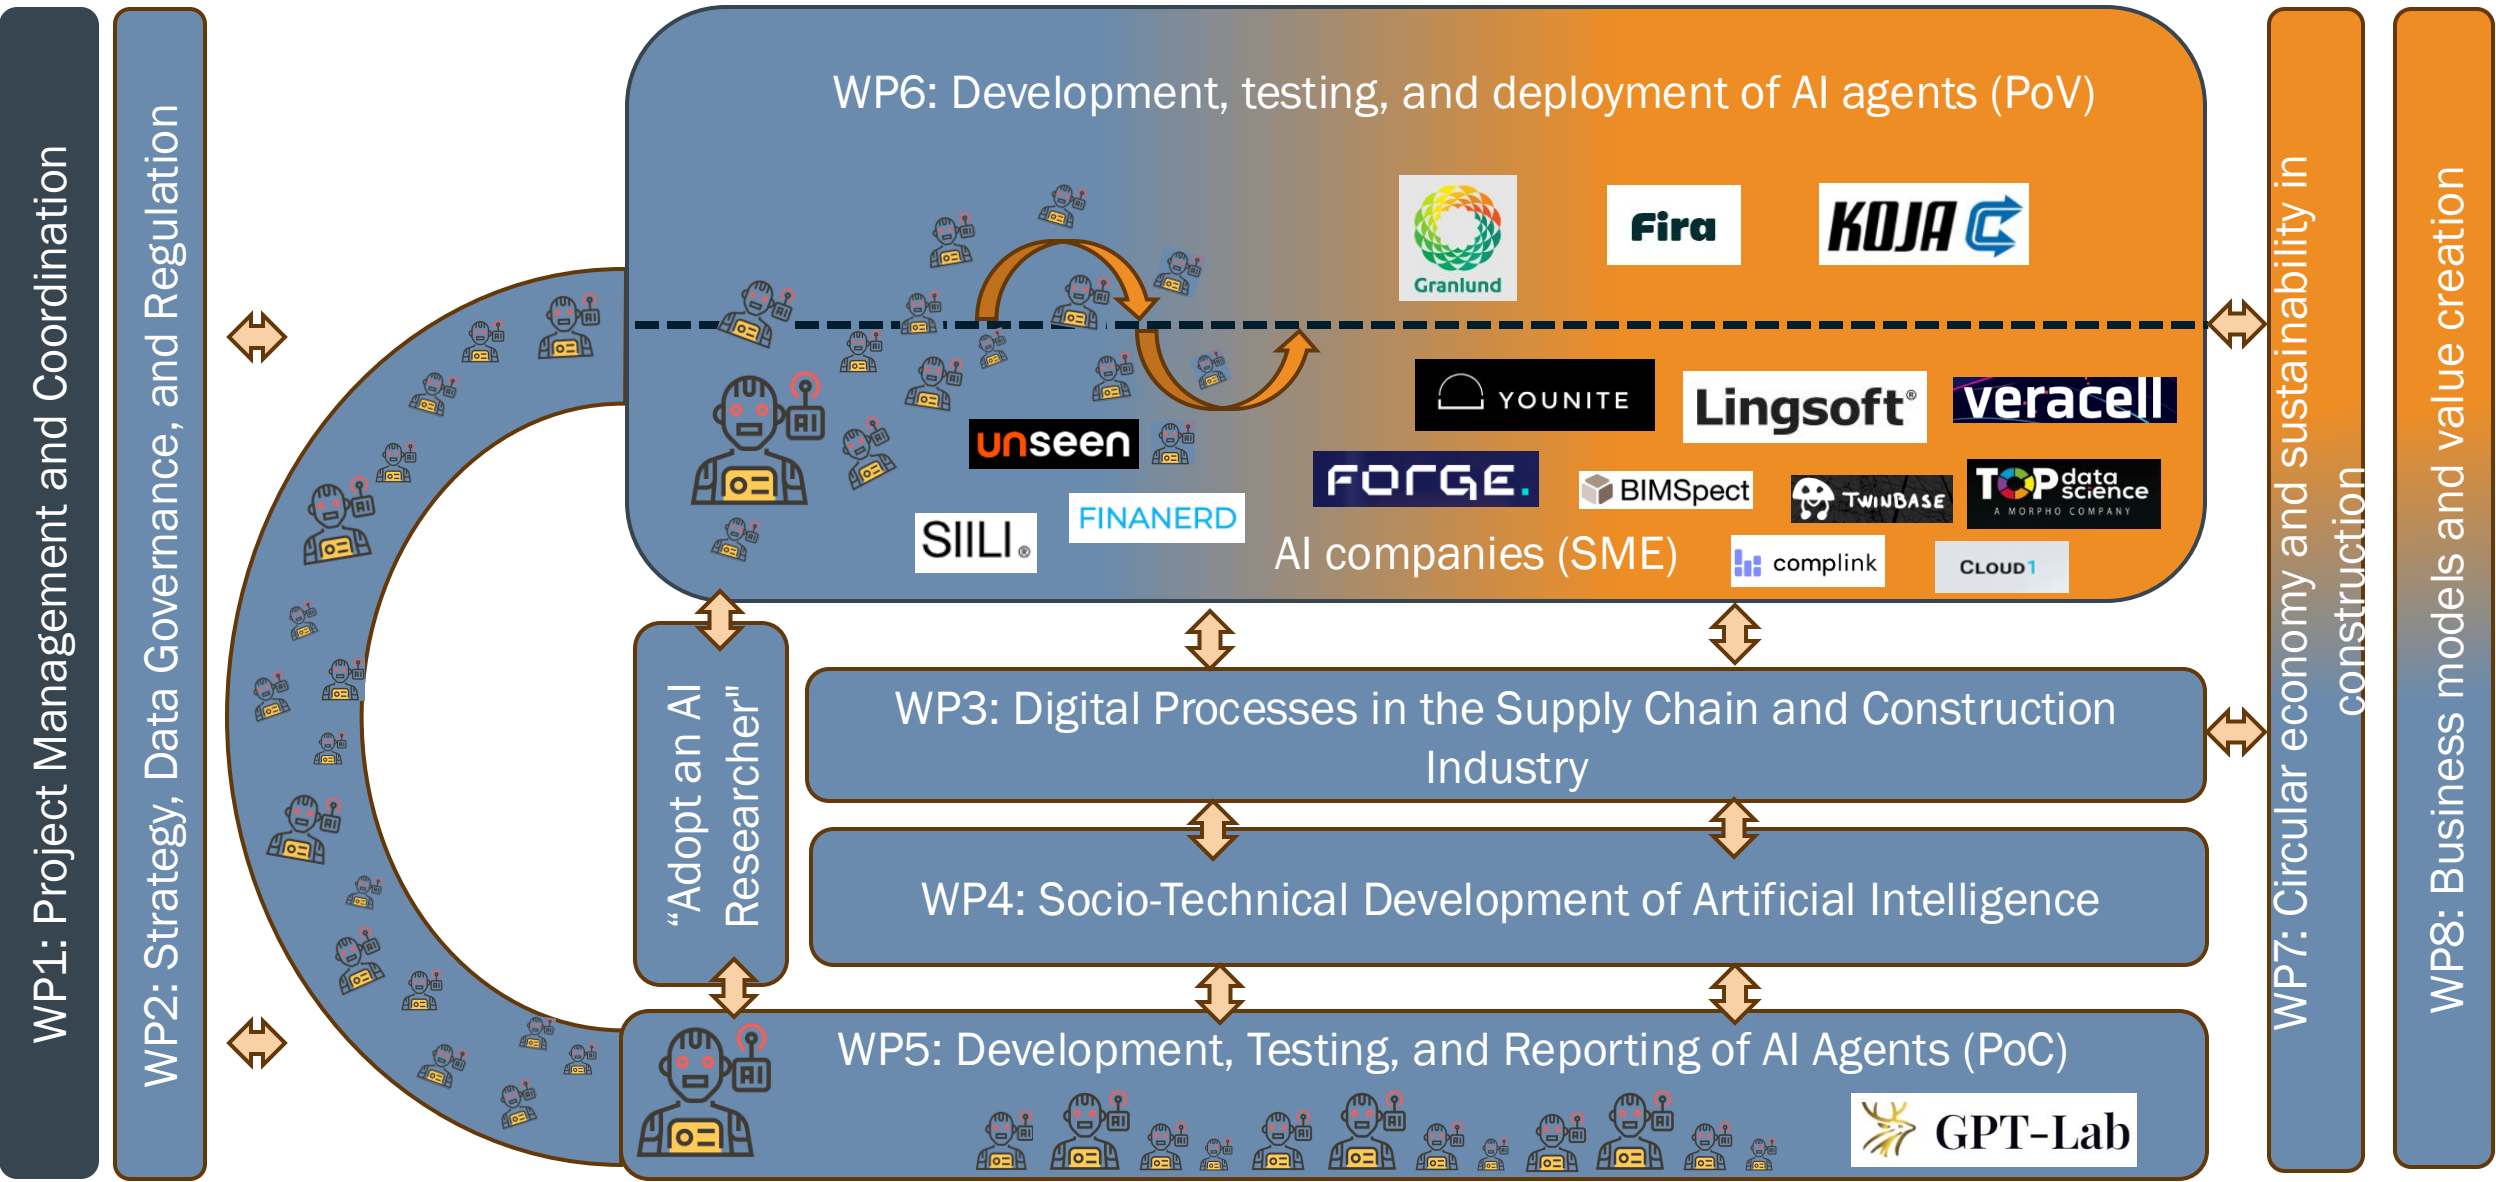 WP1: Project Management and Coordination
WP2: Strategy, Data Governance, and Regulation
WP6: Development, testing, and deployment of AI agents (PoV)
Granlund
Fira
KOJA
YOUNITE
Lingsoft®
veracell
unseen
FORGE.
BIMSpect
TWINBASE
TOP data science
A MORPHO COMPANY
SIILI®
FINANERD
AI companies (SME)
complink
CLOUD1
"Adopt an AI
Researcher"
WP3: Digital Processes in the Supply Chain and Construction
Industry
WP4: Socio-Technical Development of Artificial Intelligence
WP5: Development, Testing, and Reporting of AI Agents (PoC)
AI
GPT-Lab
WP7: Circular economy and sustainability in
construction
WP8: Business models and value creation